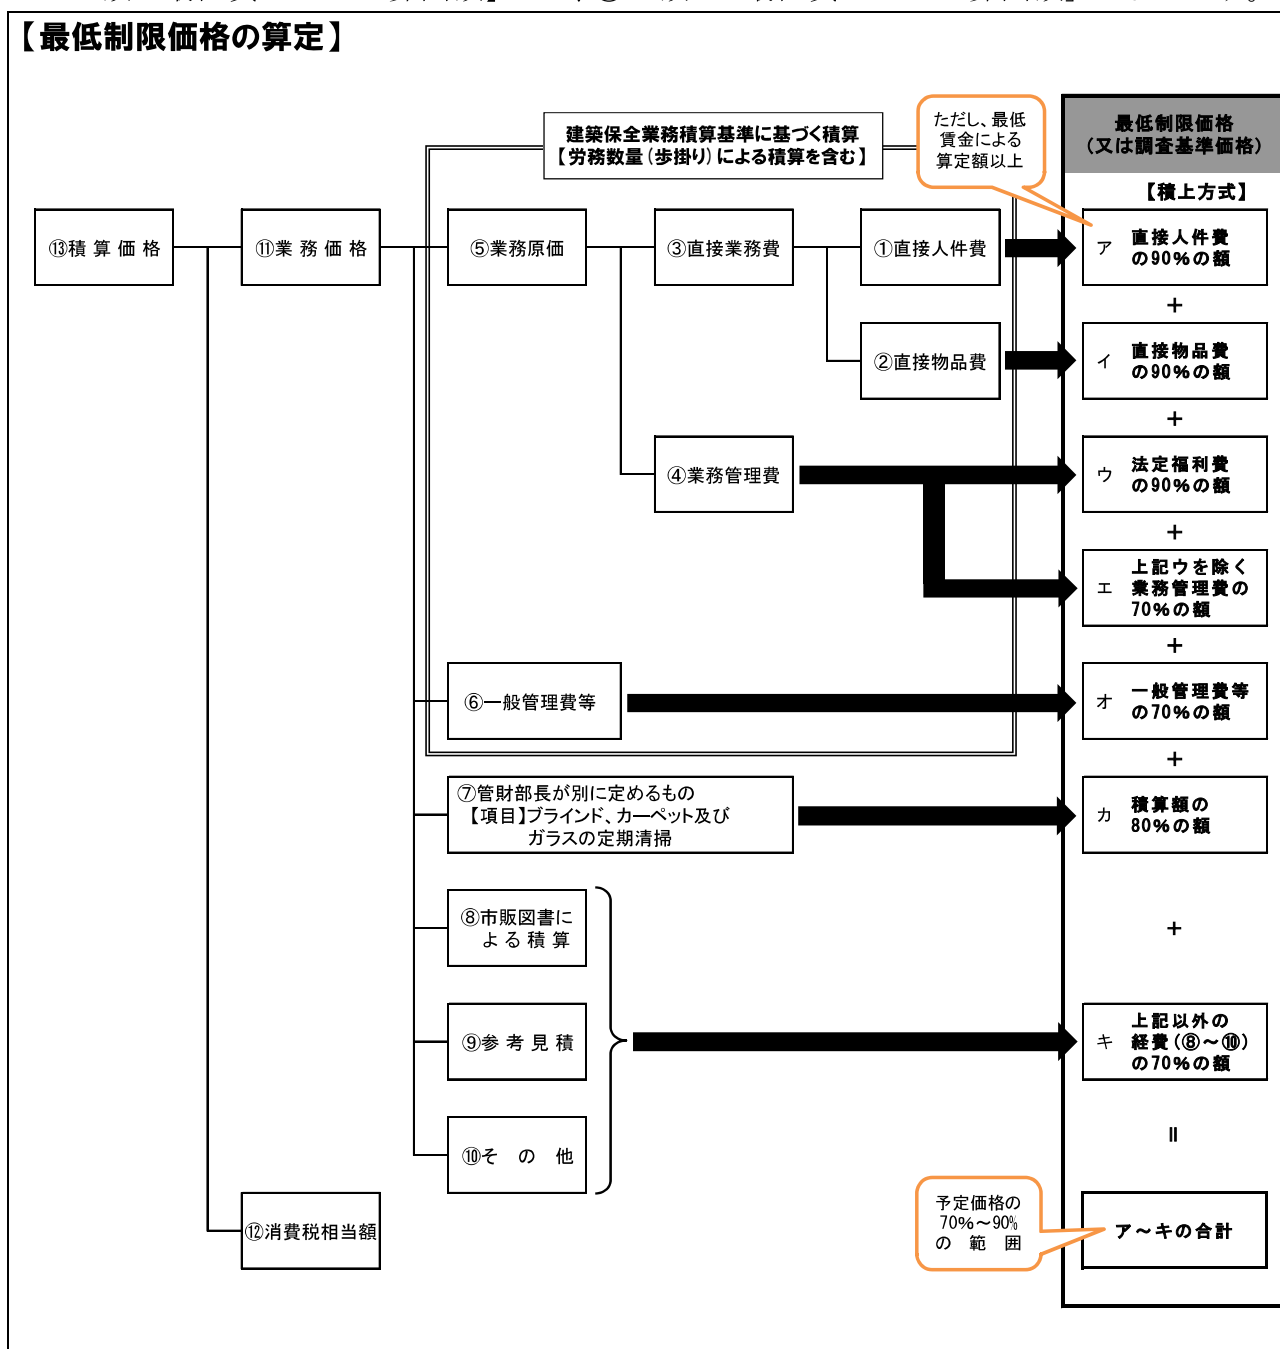 【最低制限価格の算定】
建築保全業務積算基準に基づく積算
【労務数量(歩掛り)による積算を含む】
ただし、最低
賃金による
算定額以上
最低制限価格
(又は調査基準価格)
【積上方式】
⑬積算価格
⑪業務価格
⑤業務原価
③直接業務費
①直接人件費
ア 直接人件費
の90%の額
+
②直接物品費
イ 直接物品費
の90%の額
+
④業務管理費
ウ 法定福利費
の90%の額
+
エ 上記ウを除く
業務管理費の
70%の額
+
⑥一般管理費等
オ 一般管理費等
の70%の額
+
⑦管財部長が別に定めるもの
【項目】ブラインド、カーペット及び
ガラスの定期清掃
カ 積算額の
80%の額
⑧市販図書に
よる積算
+
⑨参考見積
キ 上記以外の
経費(⑧~⑩)
の70%の額
⑩その他
=
⑫消費税相当額
予定価格の
70%~90%
の範囲
ア~キの合計